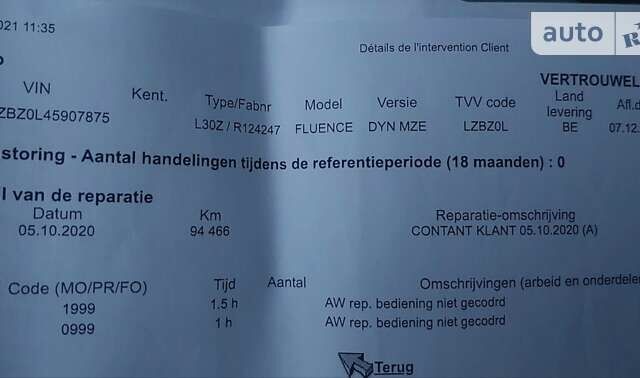 021 11:35
auto
R
Détails de l'intervention Client
VERTROUWEL
VIN
Kent.
Type/Fabnr
Model
Versie
TVV code
Land levering
Afl.d
ZBZ0L45907875
L30Z / R124247
FLUENCE
DYN MZE
LZBZ0L
BE
07.12.
storing - Aantal handelingen tijdens de referentieperiode (18 maanden) : 0
l van de reparatie
Datum
Km
Reparatie-omschrijving
05.10.2020
94 466
CONTANT KLANT 05.10.2020 (A)
Code (MO/PR/FO)
Tijd
Aantal
Omschrijvingen (arbeid en onderdele
1999
1.5 h
AW rep. bediening niet gecodrd
0999
1 h
AW rep. bediening niet gecodrd
Terug